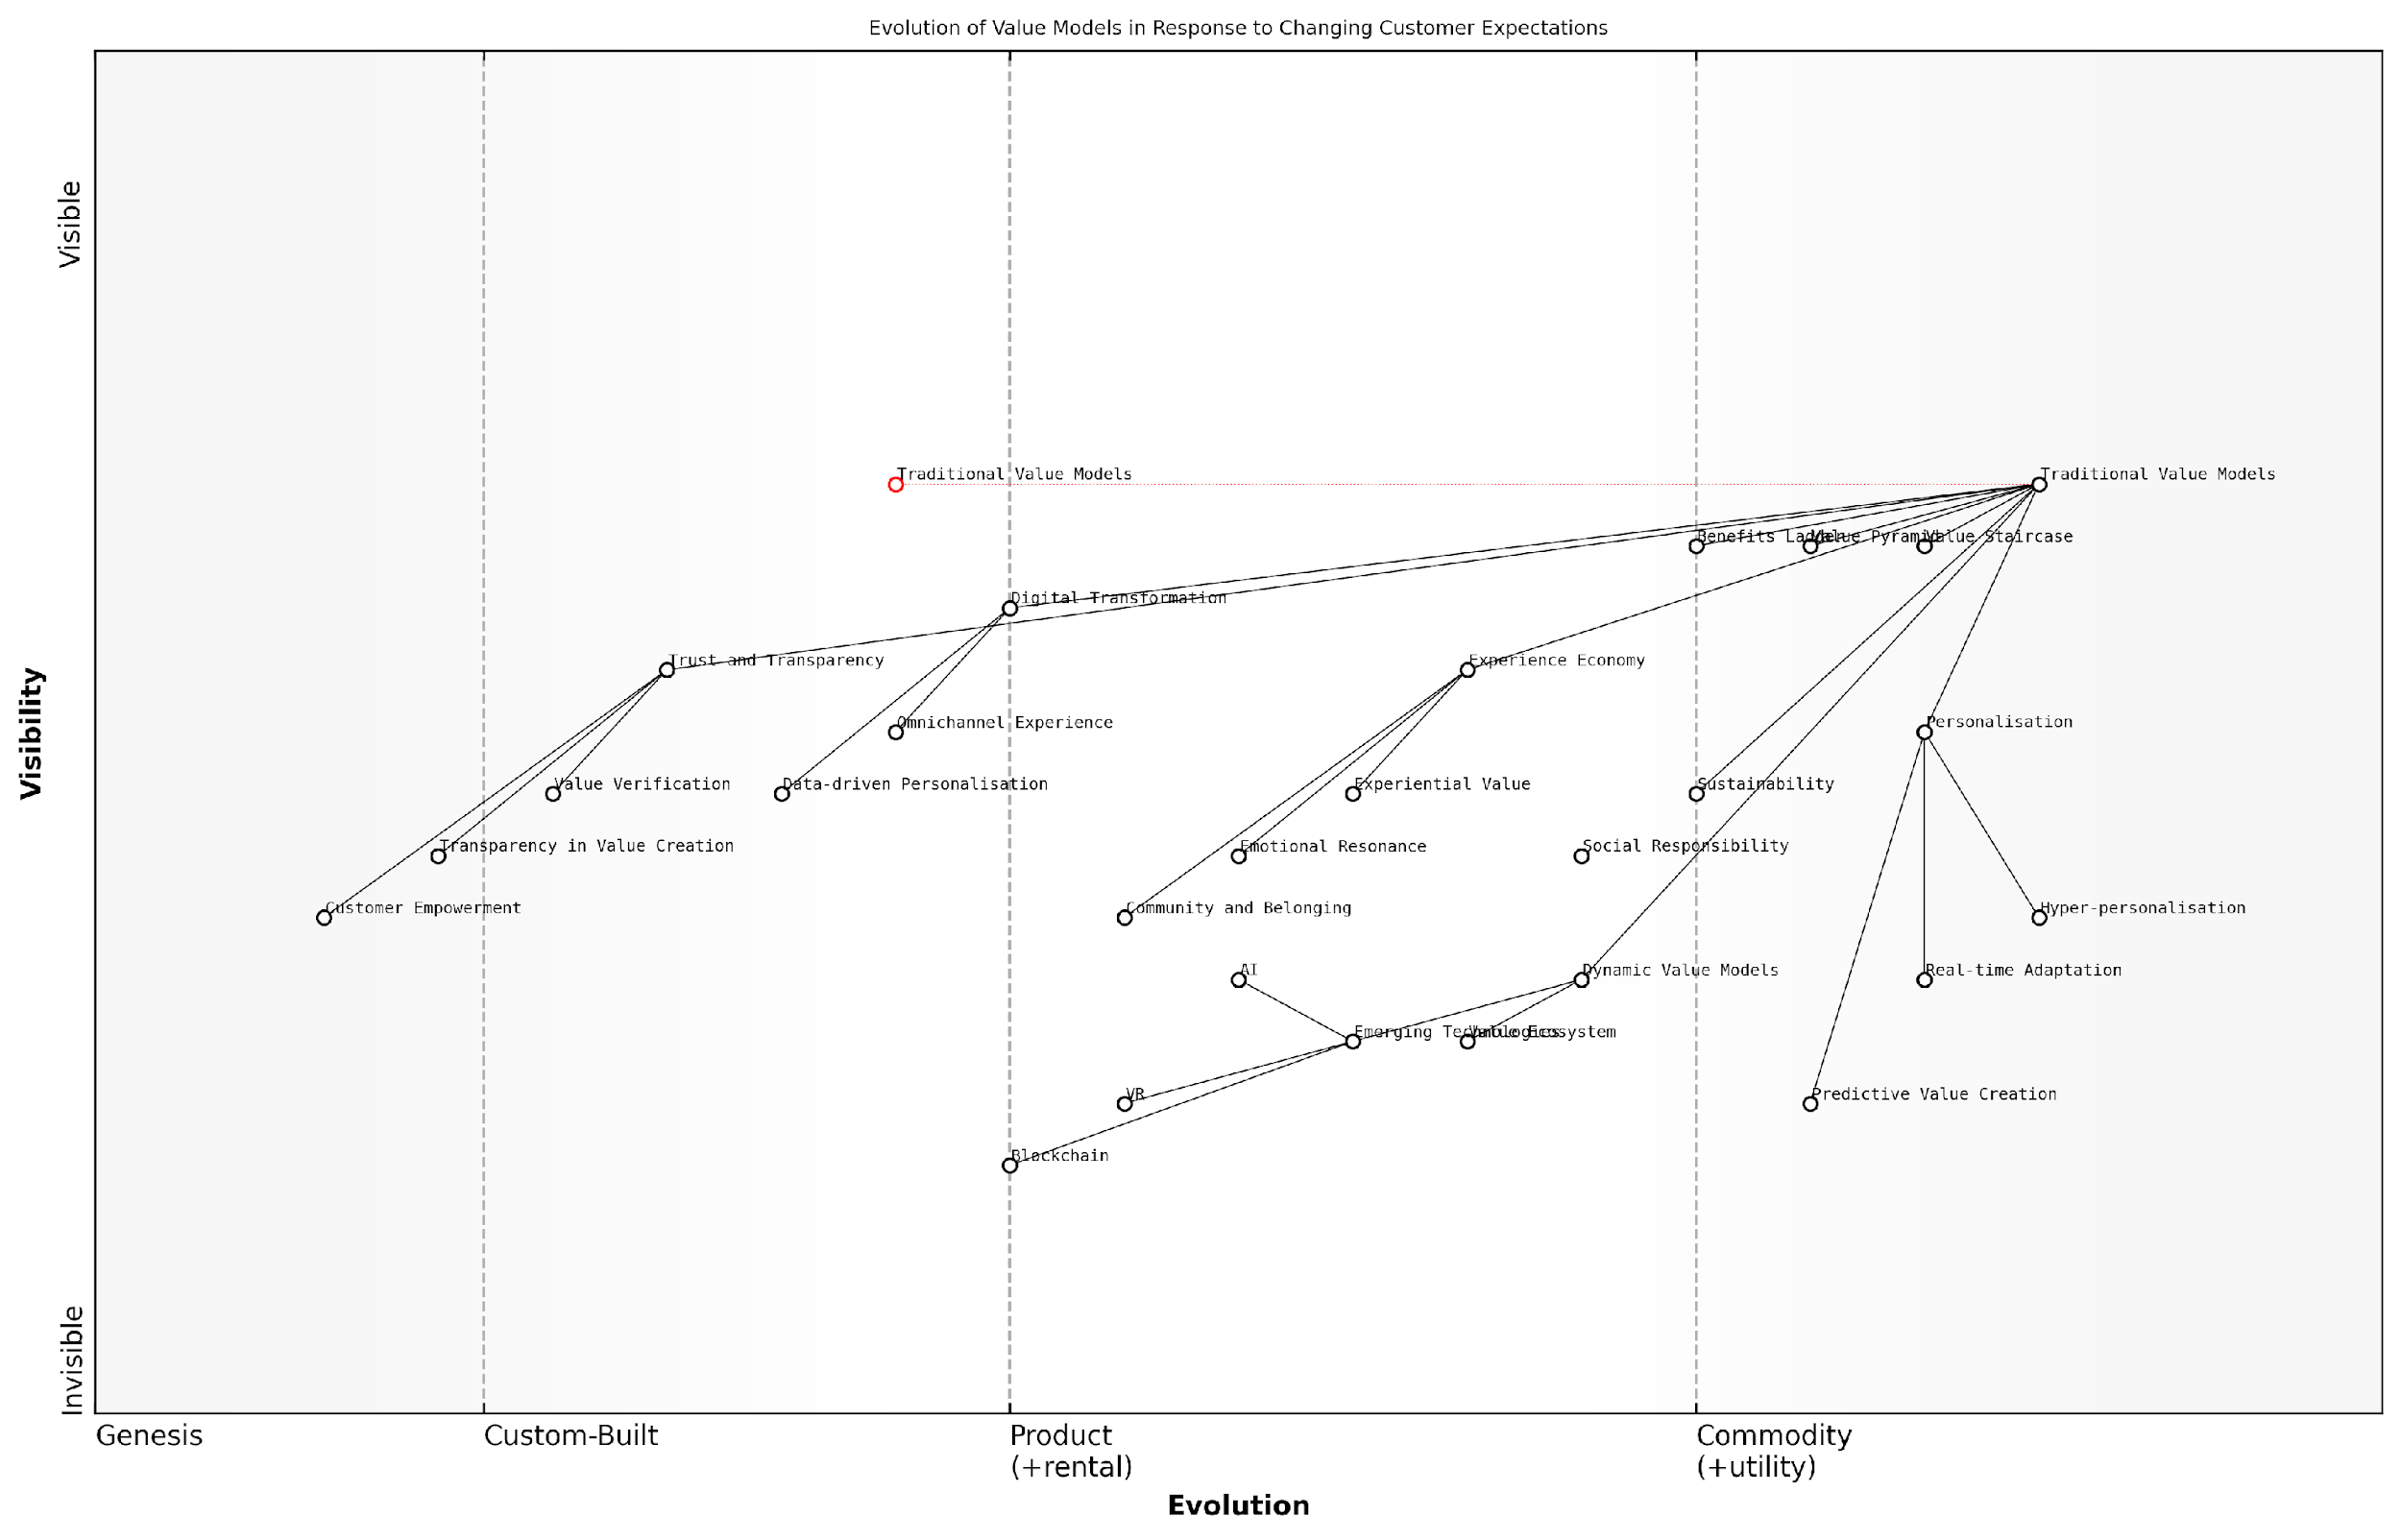 Evolution of Value Models in Response to Changing Customer Expectations
Visible
Visibility
Invisible
Traditional Value Models
Traditional Value Models
Benefits Ladder
Value Pyramid
Value Staircase
Digital Transformation
Trust and Transparency
Experience Economy
Omnichannel Experience
Personalisation
Value Verification
Data-driven Personalisation
Experiential Value
Sustainability
Transparency in Value Creation
Emotional Resonance
Social Responsibility
Customer Empowerment
Community and Belonging
Hyper-personalisation
AI
Dynamic Value Models
Real-time Adaptation
Emerging Technologies
Value Ecosystem
VR
Predictive Value Creation
Blockchain
Genesis
Custom-Built
Product
(+rental)
Commodity
(+utility)
Evolution